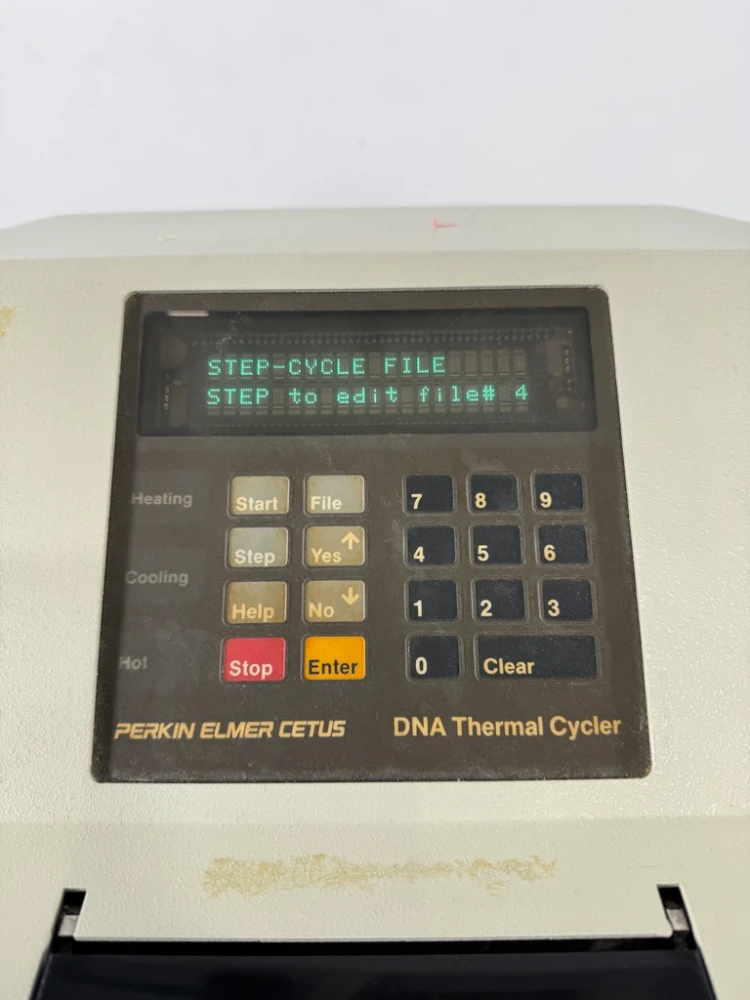 STEP-CYCLE FILE
STEP to edit file# 4
Heating
Start File 7 8 9
Step Yes ↑ 4 5 6
Cooling
Help No ↓ 1 2 3
Hot
Stop Enter 0 Clear
PERKIN ELMER CETUS DNA Thermal Cycler